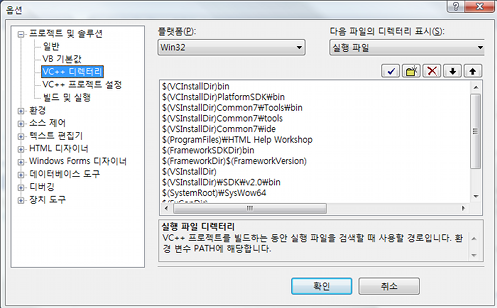 옵션
프로젝트 및 솔루션
일반
VB 기본값
VC++ 디렉터리
VC++ 프로젝트 설정
빌드 및 실행
환경
소스 제어
텍스트 편집기
HTML 디자이너
Windows Forms 디자이너
데이터베이스 도구
디버깅
장치 도구
플랫폼(P):
Win32
다음 파일의 디렉터리 표시(S):
실행 파일
$(VCInstallDir)bin
$(VCInstallDir)PlatformSDK₩bin
$(VSInstallDir)Common7₩Tools₩bin
$(VSInstallDir)Common7₩tools
$(VSInstallDir)Common7₩ide
$(ProgramFiles)₩HTML Help Workshop
$(FrameworkSDKDir)bin
$(FrameworkDir)$(FrameworkVersion)
$(VSInstallDir)
$(VSInstallDir)₩SDK₩v2.0₩bin
$(SystemRoot)₩SysWow64
실행 파일 디렉터리
VC++ 프로젝트를 빌드하는 동안 실행 파일을 검색할 때 사용할 경로입니다. 환
경 변수 PATH에 해당합니다.
확인
취소